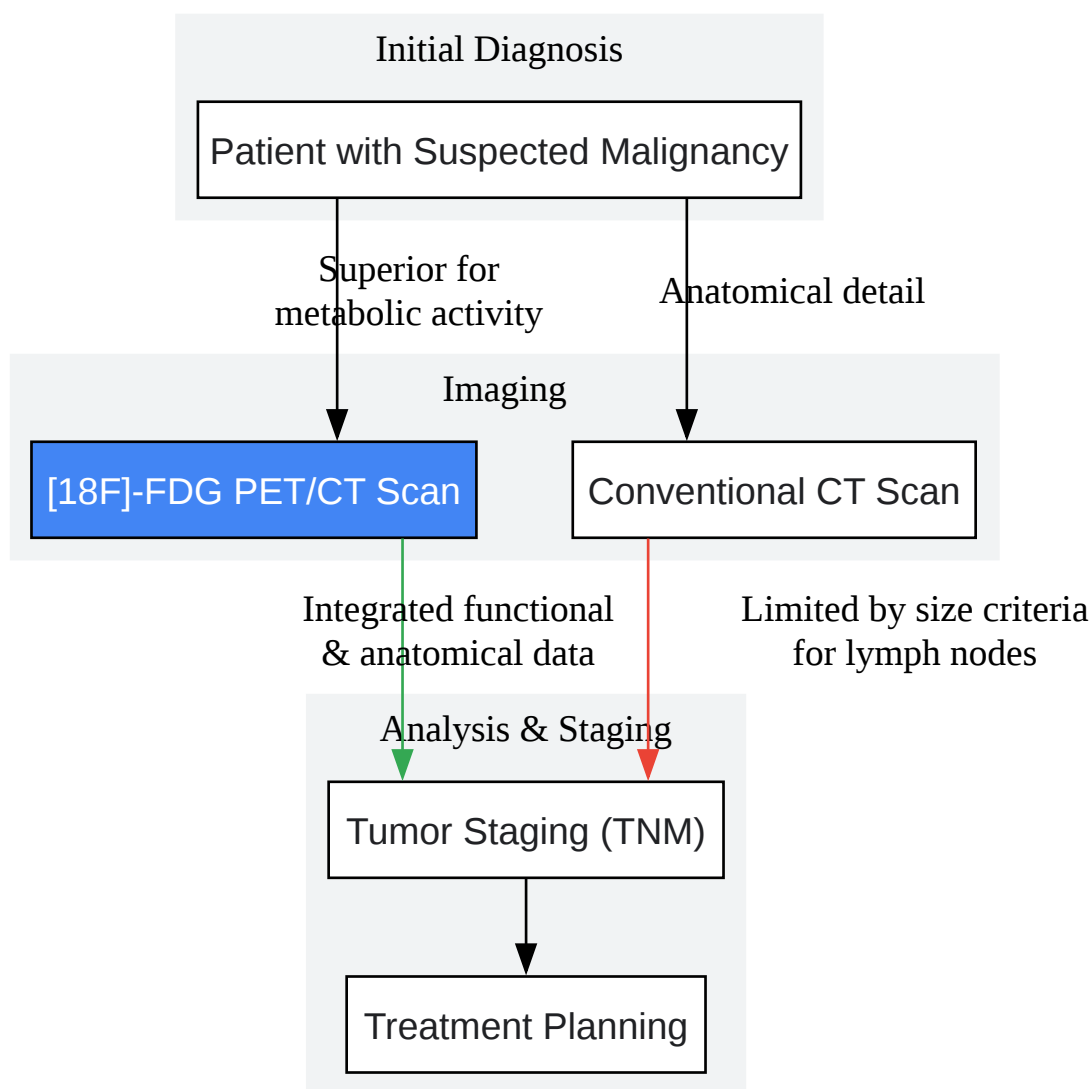 Initial Diagnosis
Patient with Suspected Malignancy
Superior for
metabolic activity
Anatomical detail
Imaging
[18F]-FDG PET/CT Scan
Conventional CT Scan
Integrated functional
& anatomical data
Limited by size criteria
for lymph nodes
Analysis & Staging
Tumor Staging (TNM)
Treatment Planning